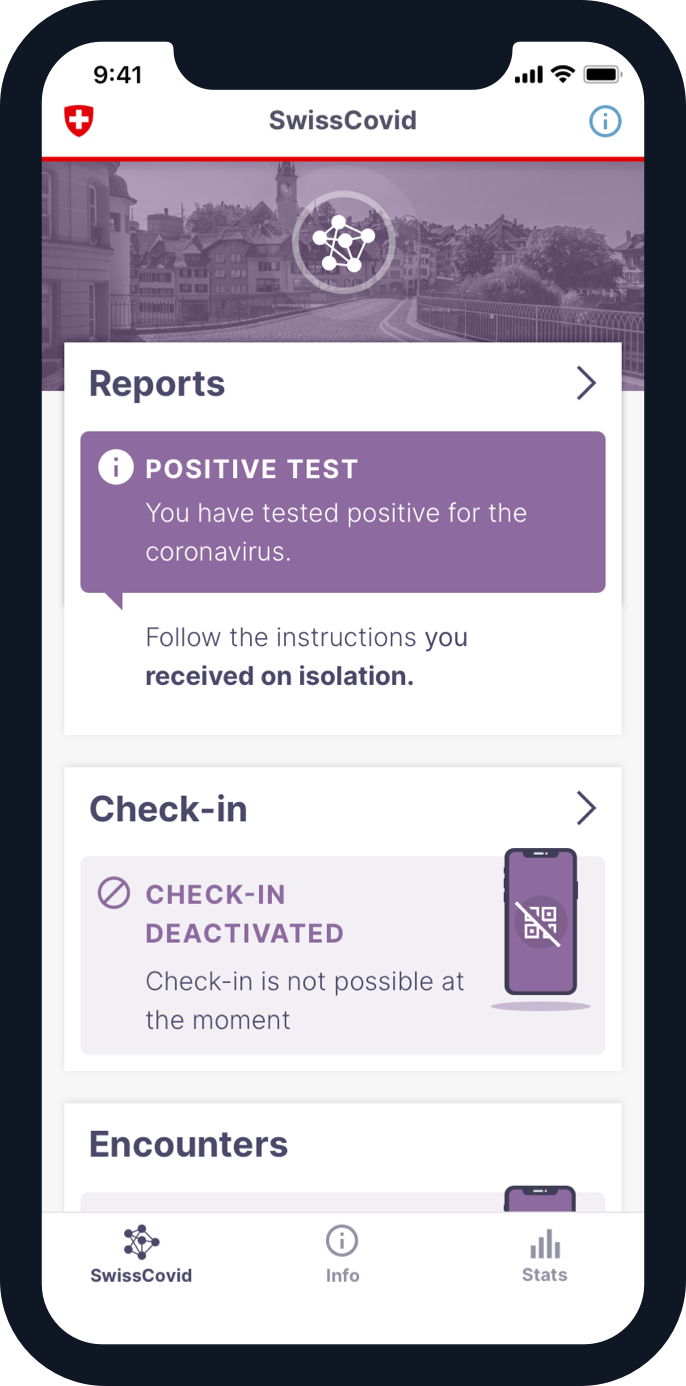 9:41
SwissCovid
Reports
POSITIVE TEST
You have tested positive for the
coronavirus.
Follow the instructions you
received on isolation.
Check-in
CHECK-IN
DEACTIVATED
Check-in is not possible at
the moment
Encounters
SwissCovid Info Stats